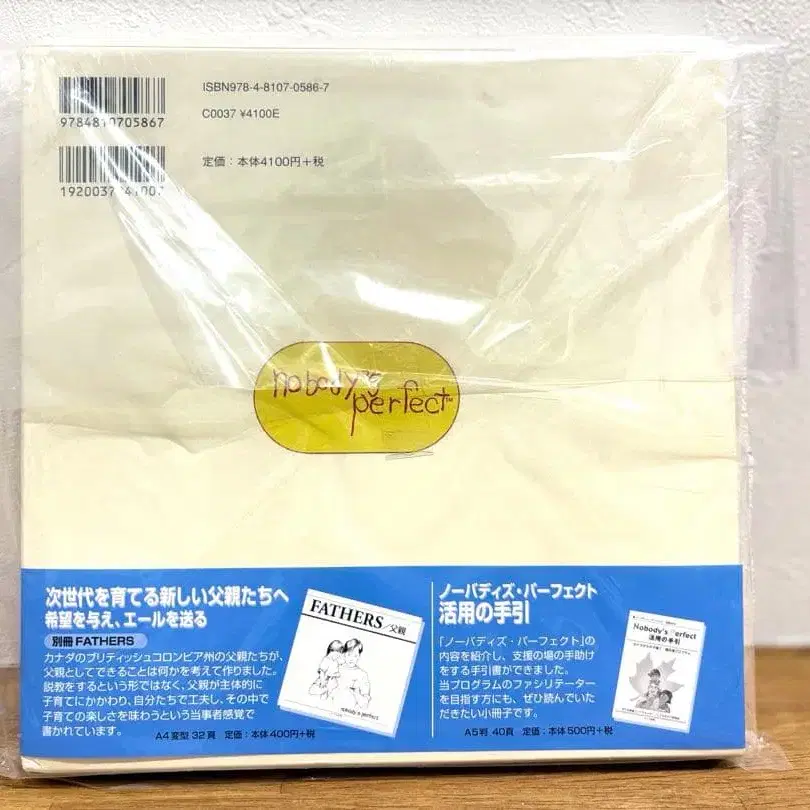 ISBN978-4-8107-0586-7
9784810705867
C0037 ¥4100E
定価：本体4100円＋税
nobody's
perfect™
次世代を育てる新しい父親たちへ
希望を与え、エールを送る
別冊 FATHERS
カナダのブリティッシュコロンビア州の父親たちが、
父親としてできることは何かを考えて作りました。
説教をするという形ではなく、父親が主体的に
子育てにかかわり、自分たちで工夫し、その中で
子育ての楽しさを味わうという当事者感覚で
書かれています。
A4変型 32頁 定価：本体400円＋税
FATHERS／父親
nobody's perfect
ノーバディズ・パーフェクト
活用の手引
「ノーバディズ・パーフェクト」の
内容を紹介し、支援の場の手助け
をする手引書ができました。
当プログラムのファシリテーター
を目指す方にも、ぜひ読んでいた
だきたい小冊子です。
A5判 40頁 定価：本体500円＋税
Nobody's Perfect
活用の手引